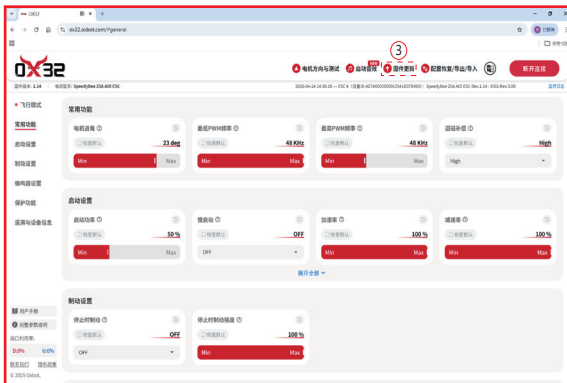 OX32
ox32.oxbot.com/#general
③
OX32
电机方向与测试
启动音效
NEW
固件更新
配置恢复/导出/导入
断开连接
固件版本: 1.14
电调型号: SpeedyBee 25A AIO ESC
显示日志
飞行模式
常用功能
启动设置
制动设置
蜂鸣器设置
保护功能
遥测与设备信息
常用功能
电机进角
恢复默认
23 deg
Min
Max
最低PWM频率
恢复默认
48 KHz
Min
Max
最高PWM频率
恢复默认
48 KHz
Min
Max
退磁补偿
恢复默认
High
High
启动设置
启动功率
恢复默认
50 %
Min
Max
慢启动
恢复默认
OFF
OFF
加速率
恢复默认
100 %
Min
Max
减速率
恢复默认
100 %
Min
Max
展开全部
制动设置
停止时制动
恢复默认
OFF
OFF
停止时制动强度
恢复默认
100 %
Min
Max
用户手册
完整参数说明
端口利用率:
D:0%
U:0%
联系我们
隐私政策
© 2025 Oxbot.